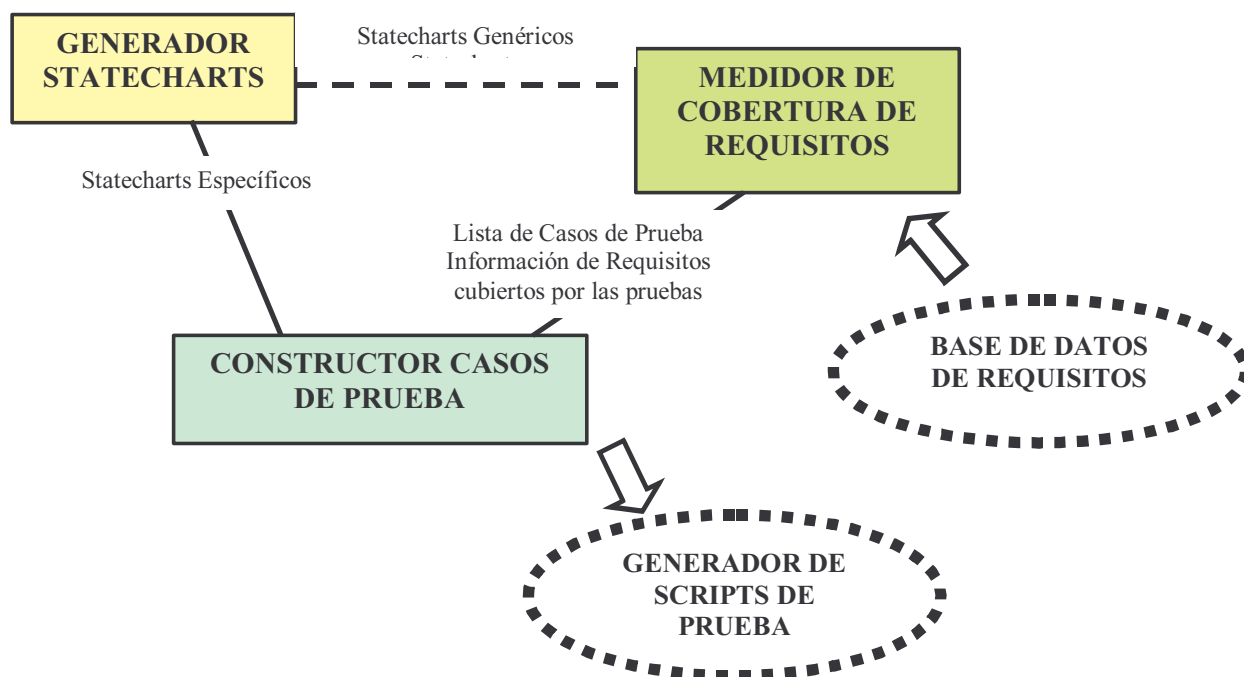 GENERADOR
STATECHARTS
Statecharts Genéricos
MEDIDOR DE
COBERTURA DE
REQUISITOS
Statecharts Específicos
Lista de Casos de Prueba
Información de Requisitos
cubiertos por las pruebas
CONSTRUCTOR CASOS
DE PRUEBA
BASE DE DATOS
DE REQUISITOS
GENERADOR DE
SCRIPTS DE
PRUEBA